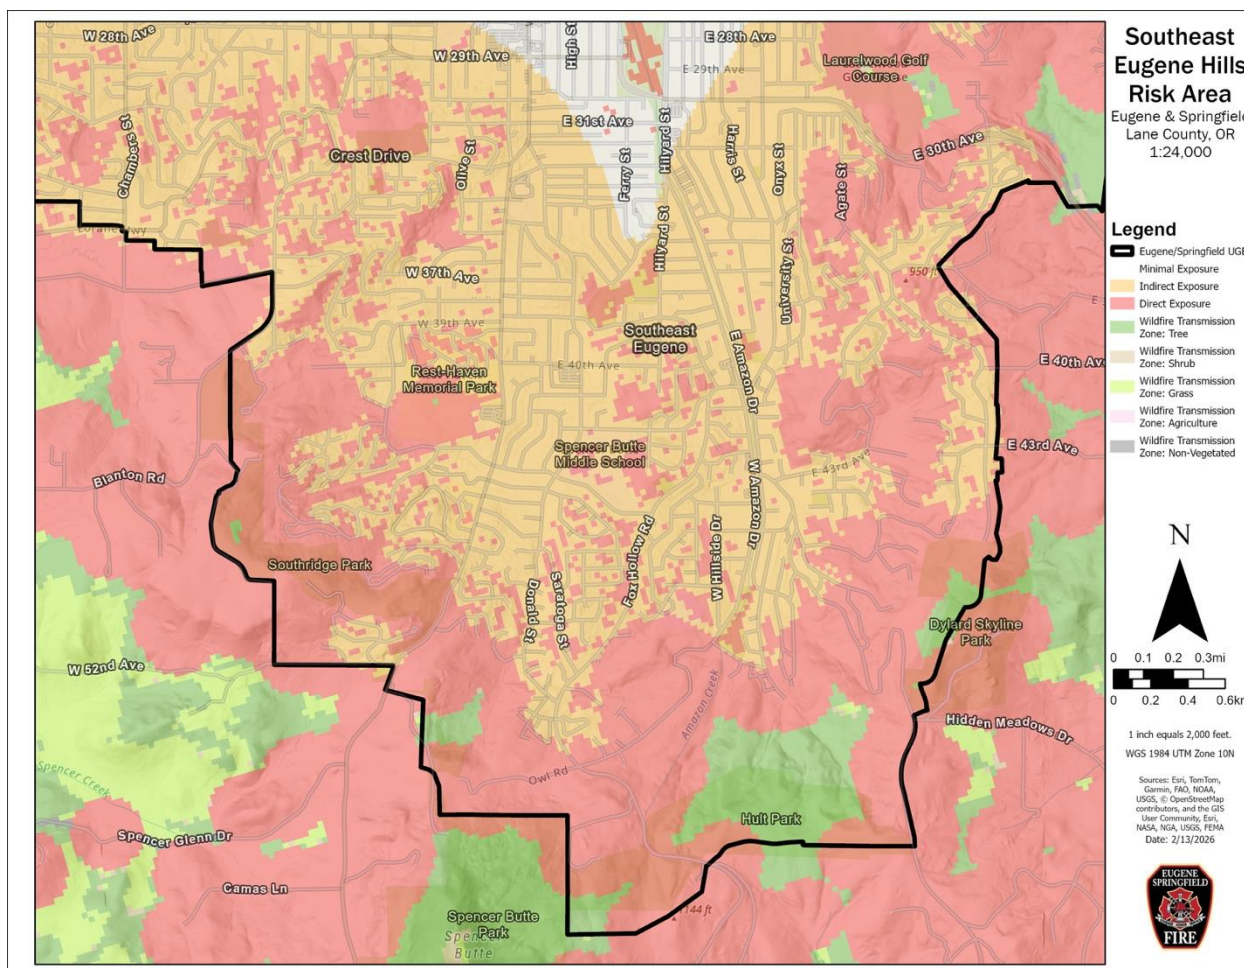 Southeast
Eugene Hills
Risk Area
Eugene & Springfield
Lane County, OR
1:24,000
Legend
Eugene/Springfield UGB
Minimal Exposure
Indirect Exposure
Direct Exposure
Wildfire Transmission
Zone: Tree
Wildfire Transmission
Zone: Shrub
Wildfire Transmission
Zone: Grass
Wildfire Transmission
Zone: Agriculture
Wildfire Transmission
Zone: Non-Vegetated
N
0 0.1 0.2 0.3mi
0 0.2 0.4 0.6km
1 inch equals 2,000 feet.
WGS 1984 UTM Zone 10N
Sources: Esri, TomTom,
Garmin, FAO, NOAA,
USGS, © OpenStreetMap
contributors, and the GIS
User Community, Esri,
NASA, NGA, USGS, FEMA
Date: 2/13/2026
EUGENE
SPRINGFIELD
FIRE
W 28th Ave
W 29th Ave
High St
E 28th Ave
E 29th Ave
Laurelwood Golf
Course
E 31st Ave
Chambers St
Crest Drive
Olive St
Ferry St
Hilyard St
Harris St
Onyx St
Agate St
E 30th Ave
Lorane Hwy
W 37th Ave
Hilyard St
University St
950 ft
W 39th Ave
Southeast
Eugene
E 40th Ave
E 40th Ave
Rest-Haven
Memorial Park
E Amazon Dr
Spencer Butte
Middle School
E 43rd Ave
E 43rd Ave
Blanton Rd
W Amazon Dr
Southridge Park
Donald St
Saratoga St
Fox Hollow Rd
W Hillside Dr
Dylard Skyline
Park
W 52nd Ave
Amazon Creek
Hidden Meadows Dr
Owl Rd
Spencer Creek
Spencer Glenn Dr
Hult Park
Camas Ln
Spencer Butte
Park
Butte